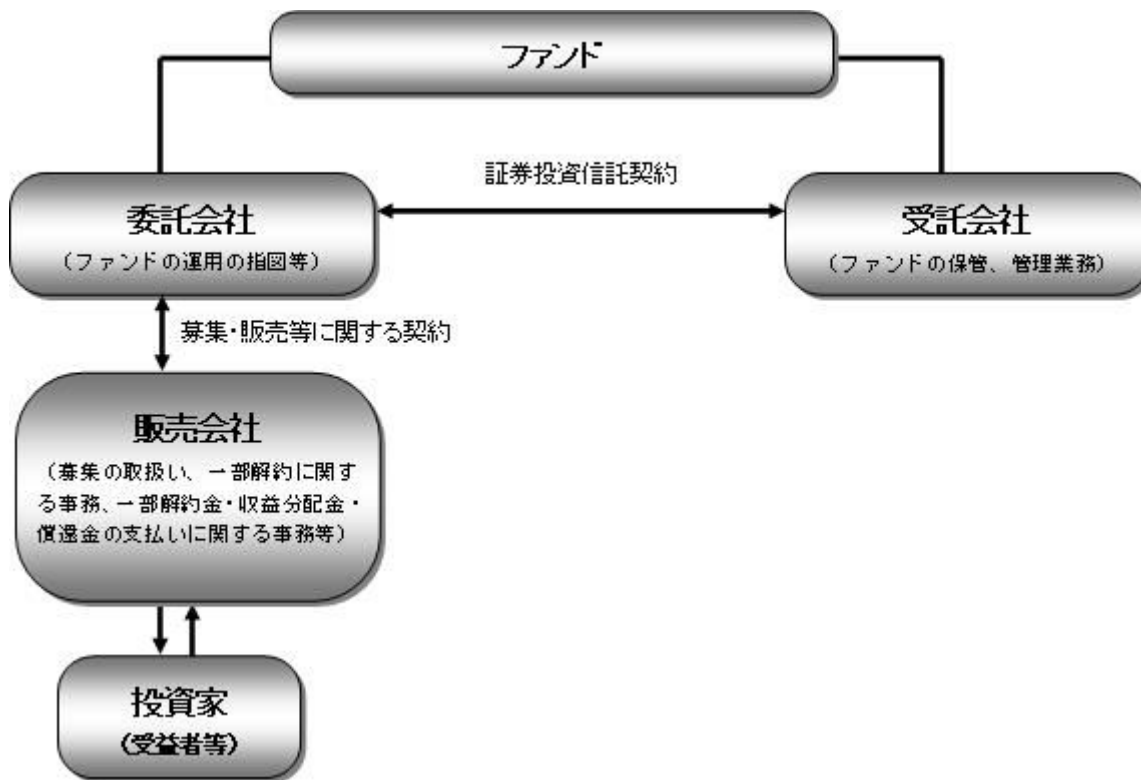 ファンド
証券投資信託契約
委託会社
(ファンドの運用の指図等)
受託会社
(ファンドの保管、管理業務)
募集・販売等に関する契約
販売会社
(募集の取扱い、一部解約に関す
る事務、一部解約金・収益分配金・
償還金の支払いに関する事務等)
投資家
(受益者等)